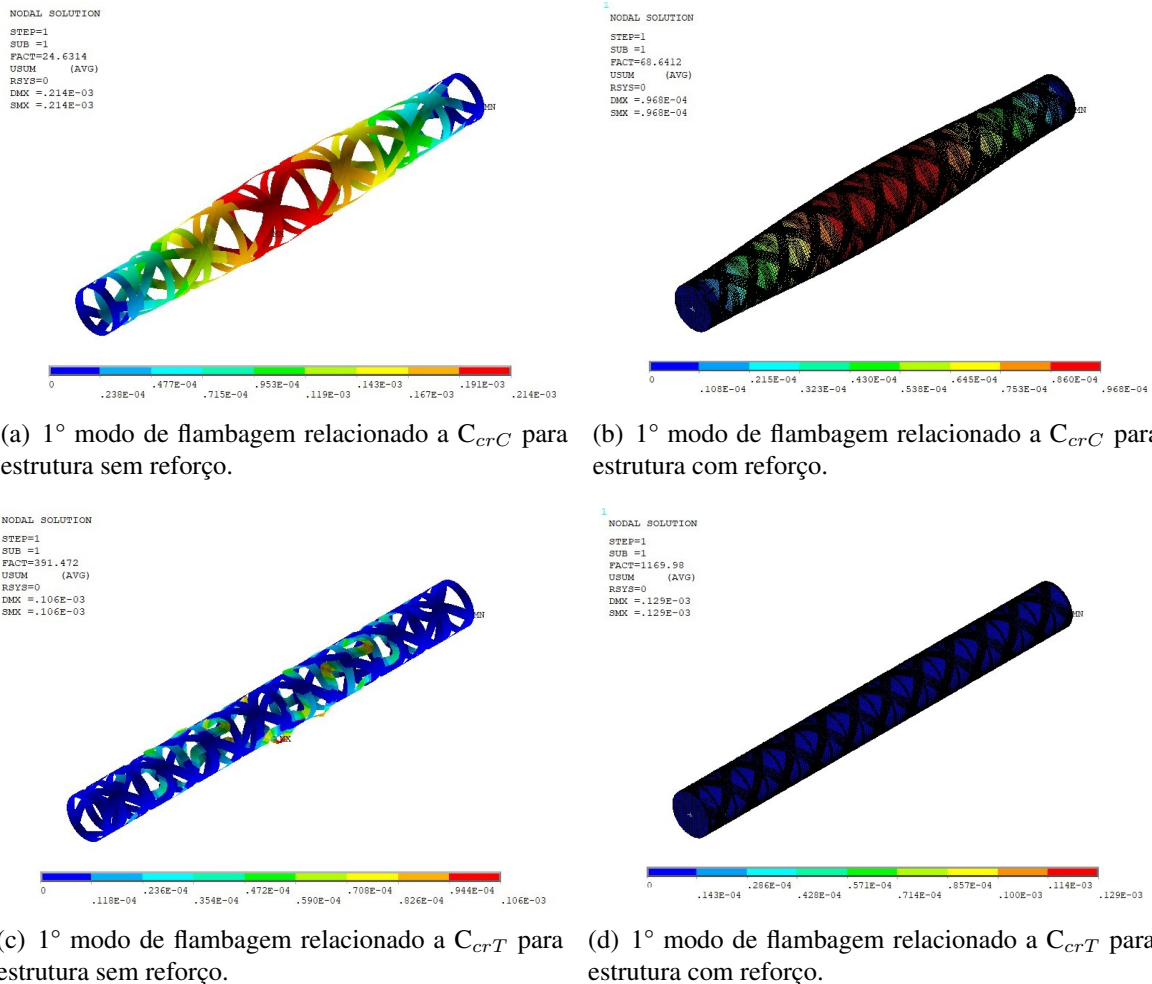 NODAL SOLUTION
STEP=1
SUB =1
FACT=24.6314
USUM (AVG)
RSYS=0
DMX =.214E-03
SMX =.214E-03
MN
0 .477E-04 .953E-04 .143E-03 .191E-03
.238E-04 .715E-04 .119E-03 .167E-03 .214E-03
(a) 1° modo de flambagem relacionado a C_crC para
estrutura sem reforço.
1
NODAL SOLUTION
STEP=1
SUB =1
FACT=68.6412
USUM (AVG)
RSYS=0
DMX =.968E-04
SMX =.968E-04
MN
0 .215E-04 .430E-04 .645E-04 .860E-04
.108E-04 .323E-04 .538E-04 .753E-04 .968E-04
(b) 1° modo de flambagem relacionado a C_crC para
estrutura com reforço.
NODAL SOLUTION
STEP=1
SUB =1
FACT=391.472
USUM (AVG)
RSYS=0
DMX =.106E-03
SMX =.106E-03
MN
MX
0 .236E-04 .472E-04 .708E-04 .944E-04
.118E-04 .354E-04 .590E-04 .826E-04 .106E-03
(c) 1° modo de flambagem relacionado a C_crT para
estrutura sem reforço.
1
NODAL SOLUTION
STEP=1
SUB =1
FACT=1169.98
USUM (AVG)
RSYS=0
DMX =.129E-03
SMX =.129E-03
MN
0 .286E-04 .571E-04 .857E-04 .114E-03
.143E-04 .428E-04 .714E-04 .100E-03 .129E-03
(d) 1° modo de flambagem relacionado a C_crT para
estrutura com reforço.